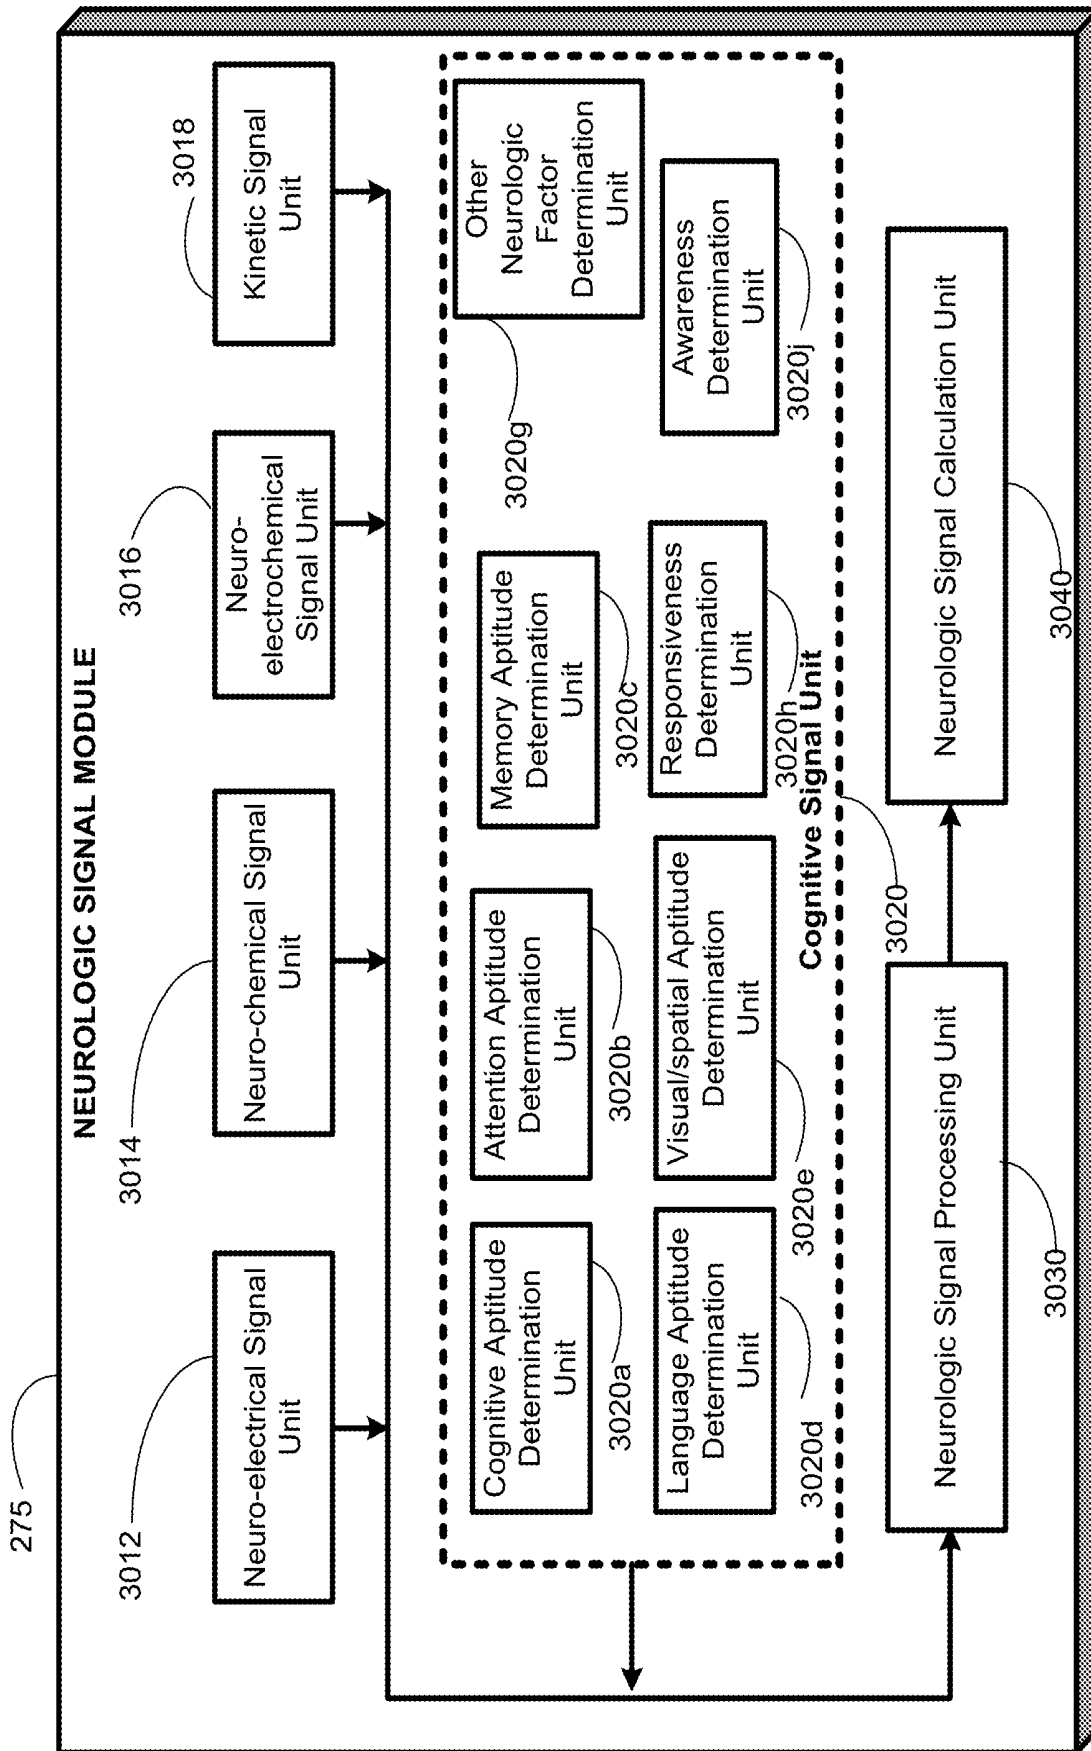 275
NEUROLOGIC SIGNAL MODULE
3012
Neuro-electrical Signal
Unit
3014
Neuro-chemical Signal
Unit
3016
Neuro-
electrochemical
Signal Unit
3018
Kinetic Signal
Unit
Cognitive Aptitude
Determination
Unit
3020a
Attention Aptitude
Determination
Unit
3020b
Memory Aptitude
Determination
Unit
3020c
Other
Neurologic
Factor
Determination
Unit
3020g
Language Aptitude
Determination
Unit
3020d
Visual/spatial Aptitude
Determination
Unit
3020e
Responsiveness
Determination
Unit
3020h
Awareness
Determination
Unit
3020j
Cognitive Signal Unit
3020
Neurologic Signal Processing Unit
3030
Neurologic Signal Calculation Unit
3040